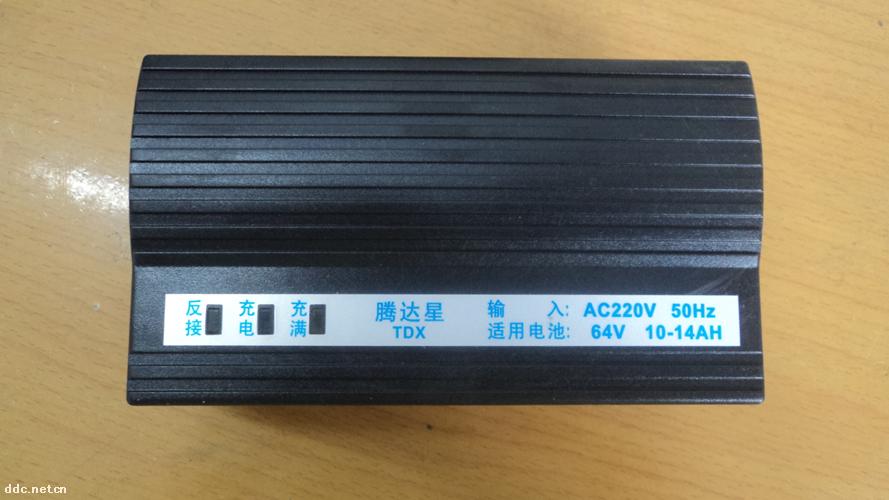 反接 充电 充满 腾达星 输 入: AC220V 50Hz
TDX 适用电池: 64V 10-14AH
ddc.net.cn